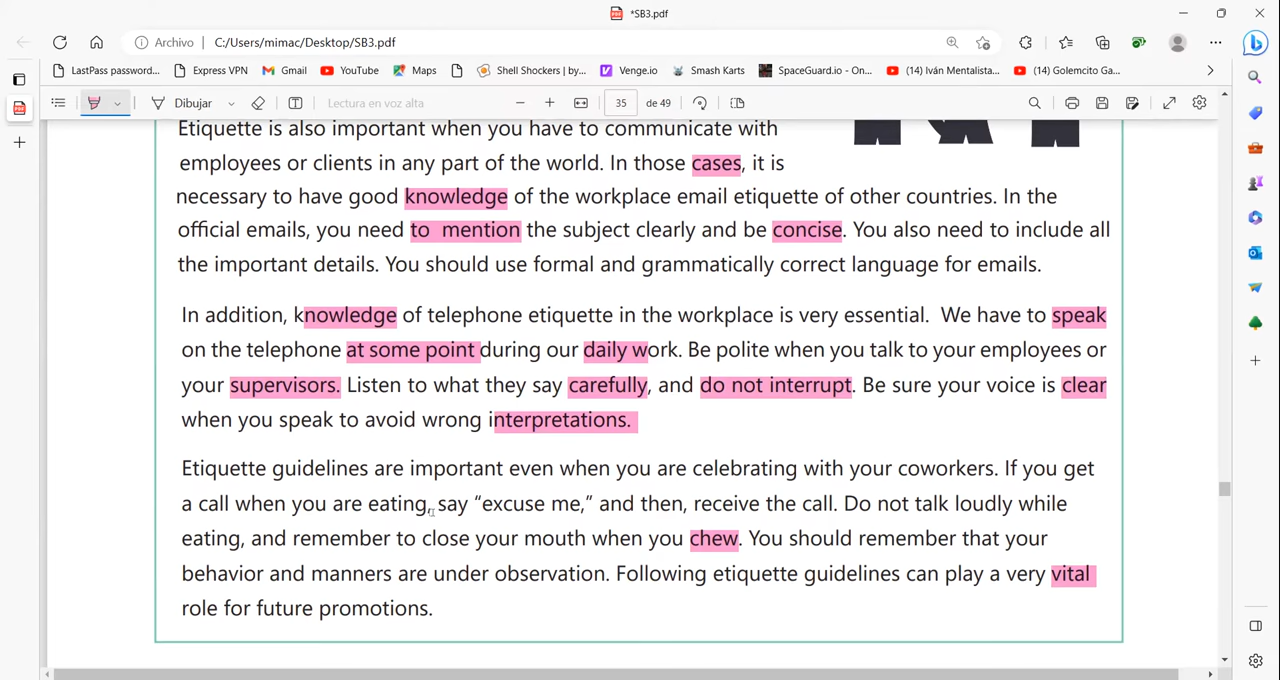 *SB3.pdf
Archivo | C:/Users/mimac/Desktop/SB3.pdf
LastPass password... Express VPN Gmail YouTube Maps Shell Shockers | by... Venge.io Smash Karts SpaceGuard.io - On... (14) Iván Mentalista... (14) Golemcito Ga...
Dibujar Lectura en voz alta 35 de 49
Etiquette is also important when you have to communicate with
employees or clients in any part of the world. In those cases, it is
necessary to have good knowledge of the workplace email etiquette of other countries. In the
official emails, you need to mention the subject clearly and be concise. You also need to include all
the important details. You should use formal and grammatically correct language for emails.
In addition, knowledge of telephone etiquette in the workplace is very essential. We have to speak
on the telephone at some point during our daily work. Be polite when you talk to your employees or
your supervisors. Listen to what they say carefully, and do not interrupt. Be sure your voice is clear
when you speak to avoid wrong interpretations.
Etiquette guidelines are important even when you are celebrating with your coworkers. If you get
a call when you are eating, say “excuse me,” and then, receive the call. Do not talk loudly while
eating, and remember to close your mouth when you chew. You should remember that your
behavior and manners are under observation. Following etiquette guidelines can play a very vital
role for future promotions.